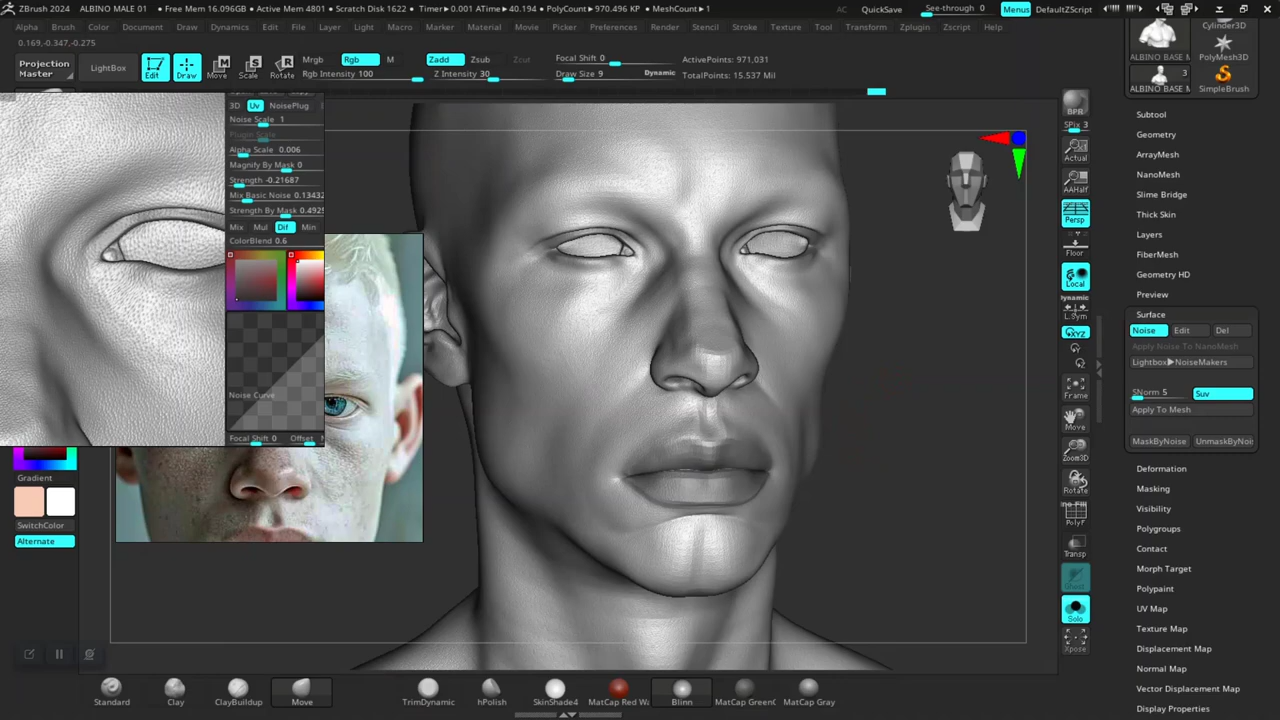 ZBrush 2024 ALBINO MALE 01 • Free Mem 16.096GB • Active Mem 4801 • Scratch Disk 1622 • Timer▶0.001 ATime▶40.194 • PolyCount▶970.496 KP • MeshCount▶1 AC QuickSave See-through 0 Menus DefaultZScript
Alpha Brush Color Document Draw Dynamics Edit File Layer Light Macro Marker Material Movie Picker Preferences Render Stencil Stroke Texture Tool Transform Zplugin Zscript Help
0.169,-0.347,-0.275
Projection Master
LightBox
Edit
Draw
Move
Scale
Rotate
Mrgb Rgb M
Rgb Intensity 100
Zadd Zsub Zcut
Z Intensity 30
Focal Shift 0
Draw Size 9 Dynamic
ActivePoints: 971,031
TotalPoints: 15.537 Mil
3D Uv NoisePlug
Noise Scale 1
Plugin Scale
Alpha Scale 0.006
Magnify By Mask 0
Strength -0.21687
Mix Basic Noise 0.13432
Strength By Mask 0.4925
Mix Mul Dif Min
ColorBlend 0.6
Noise Curve
Focal Shift 0 Offset
Gradient
SwitchColor
Alternate
BPR
SPix 3
Actual
AAHalf
Persp
Floor
Local
Dynamic
L.Sym
XYZ
Frame
Move
Zoom3D
Rotate
PolyF
Transp
Ghost
Solo
Xpose
Cylinder3D
ALBINO BASE M PolyMesh3D
3
ALBINO BASE M SimpleBrush
Subtool
Geometry
ArrayMesh
NanoMesh
Slime Bridge
Thick Skin
Layers
FiberMesh
Geometry HD
Preview
Surface
Noise Edit Del
Apply Noise To NanoMesh
Lightbox▶NoiseMakers
SNorm 5 Suv
Apply To Mesh
MaskByNoise UnmaskByNoi
Deformation
Masking
Visibility
Polygroups
Contact
Morph Target
Polypaint
UV Map
Texture Map
Displacement Map
Normal Map
Vector Displacement Map
Display Properties
Standard Clay ClayBuildup Move TrimDynamic hPolish SkinShade4 MatCap Red Wa Blinn MatCap GreenC MatCap Gray